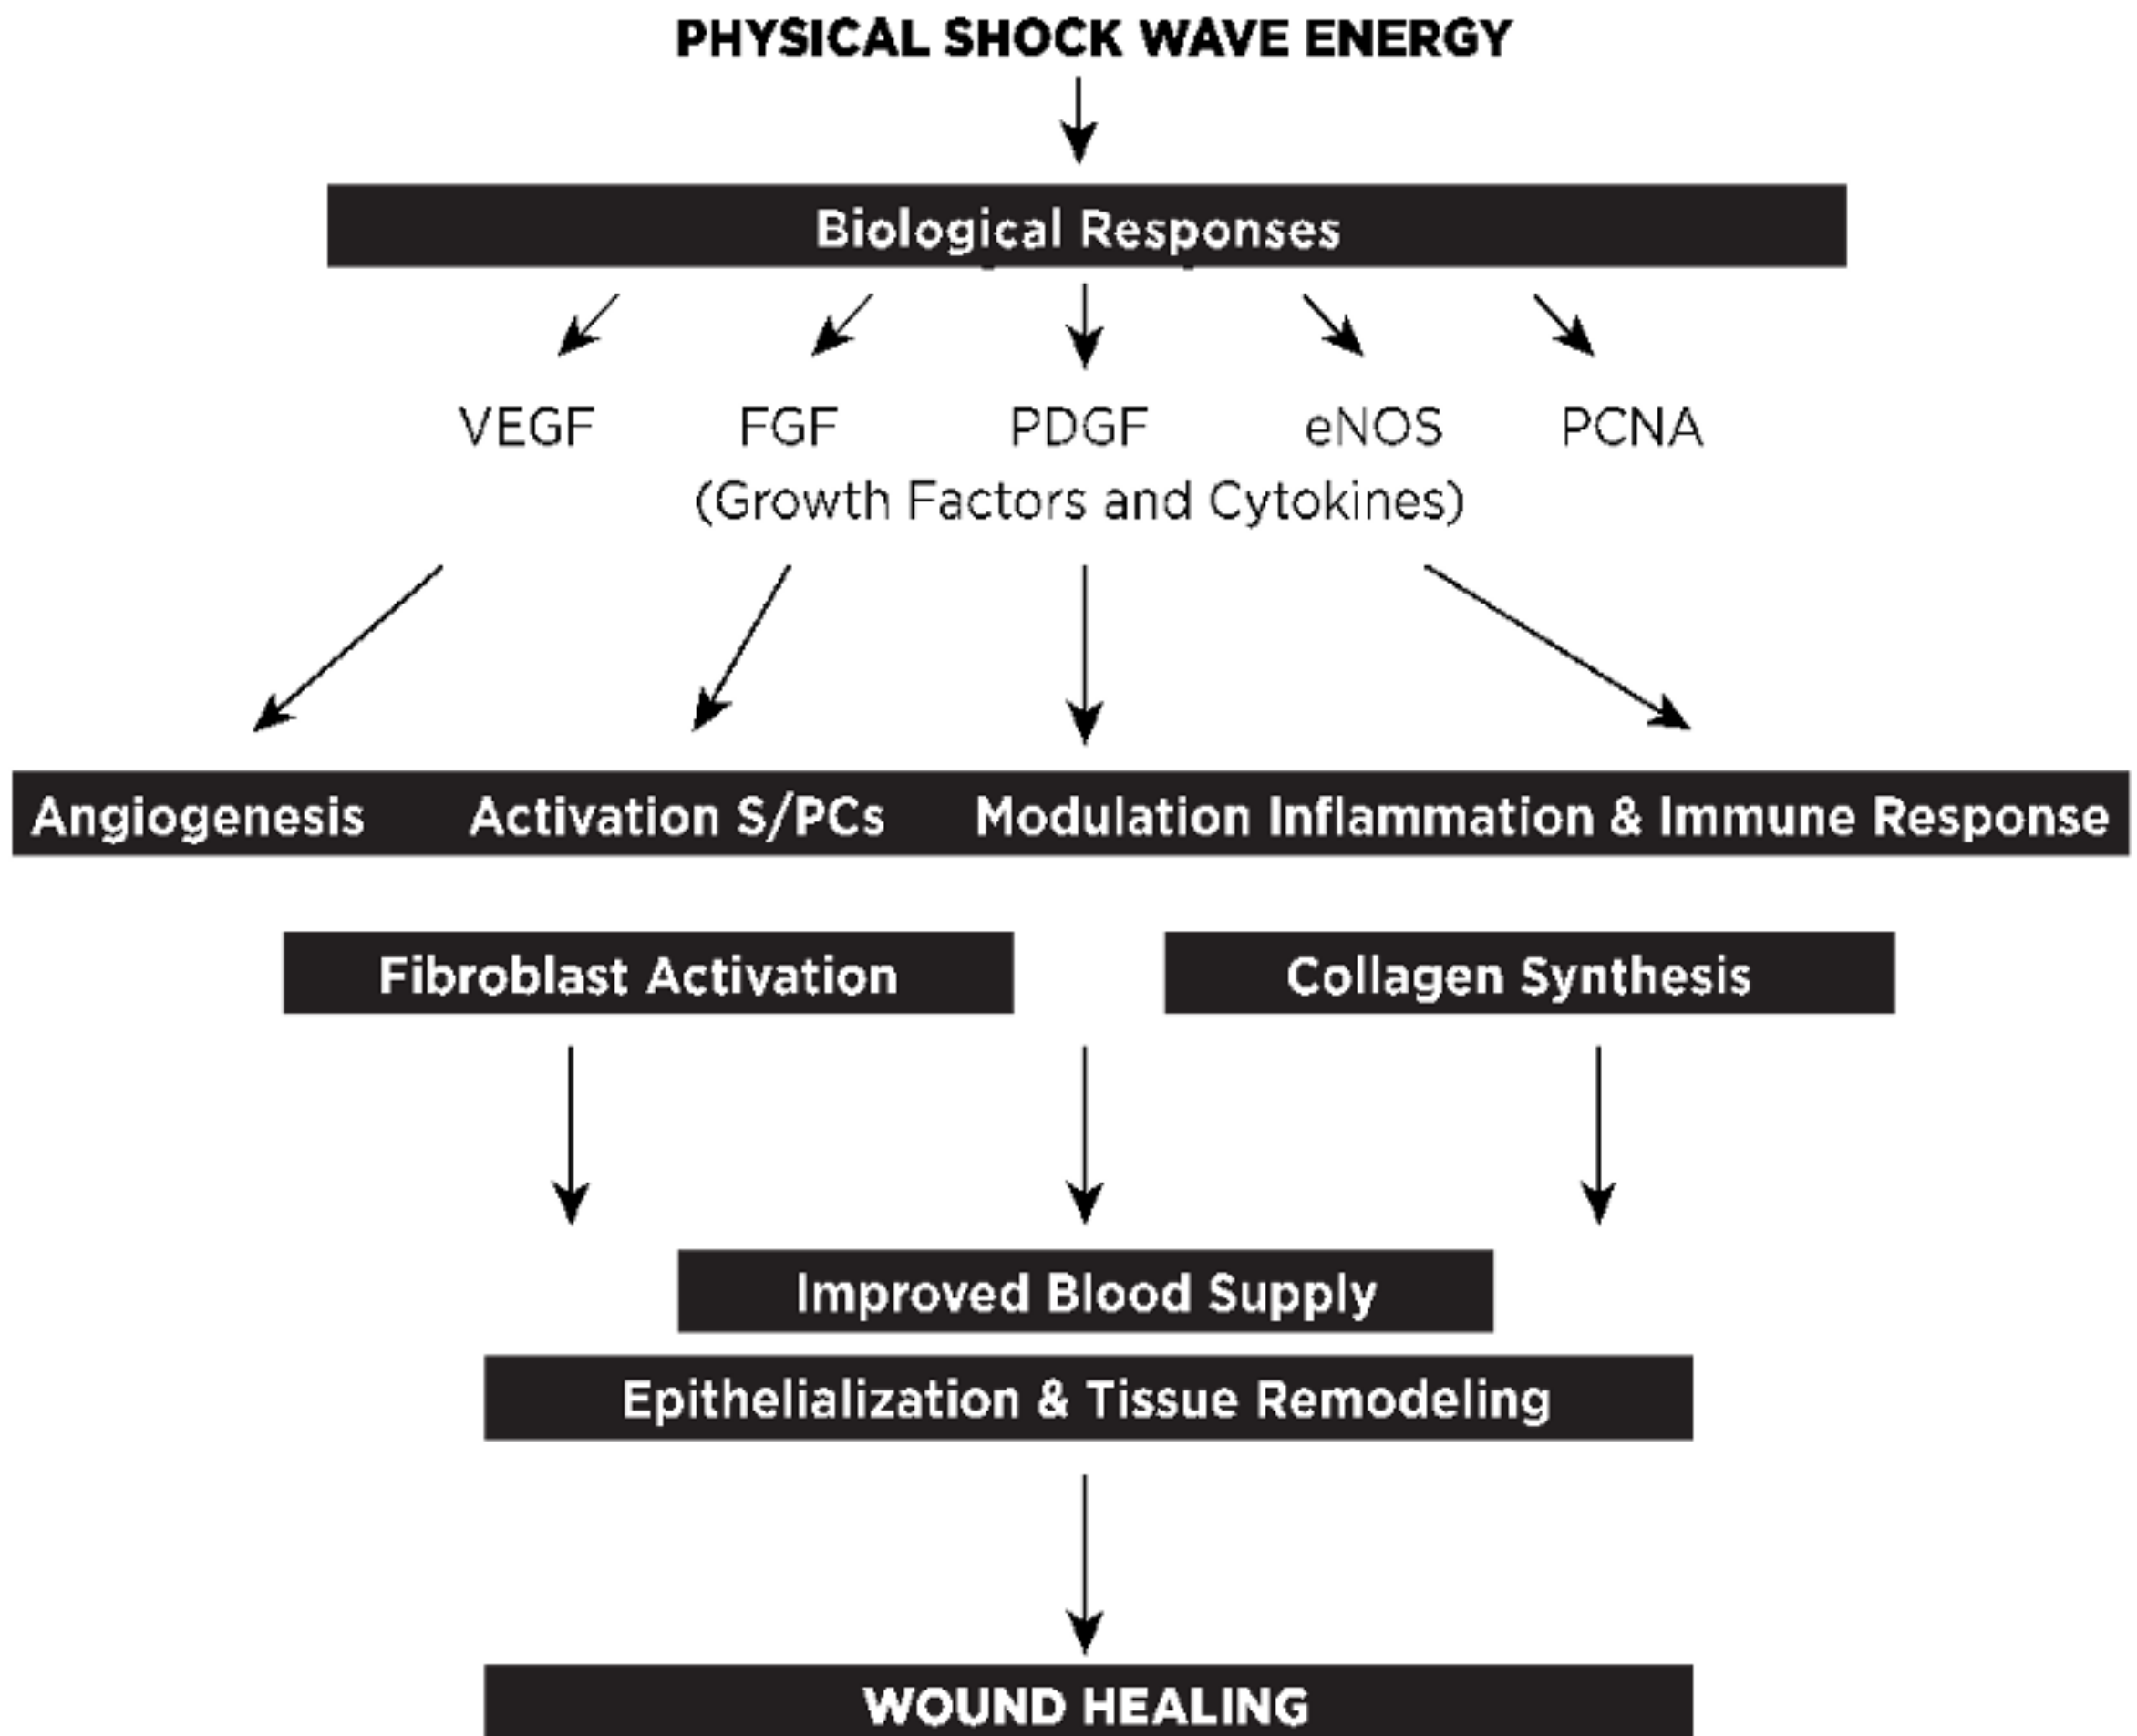 PHYSICAL SHOCK WAVE ENERGY
Biological Responses
VEGF FGF PDGF eNOS PCNA
(Growth Factors and Cytokines)
Angiogenesis Activation S/PCs Modulation Inflammation & Immune Response
Fibroblast Activation Collagen Synthesis
Improved Blood Supply
Epithelialization & Tissue Remodeling
WOUND HEALING